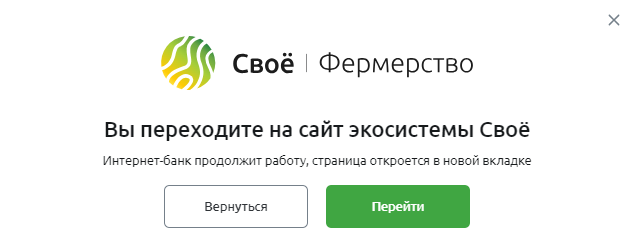 Своё | Фермерство
Вы переходите на сайт экосистемы Своё
Интернет-банк продолжит работу, страница откроется в новой вкладке
Вернуться Перейти